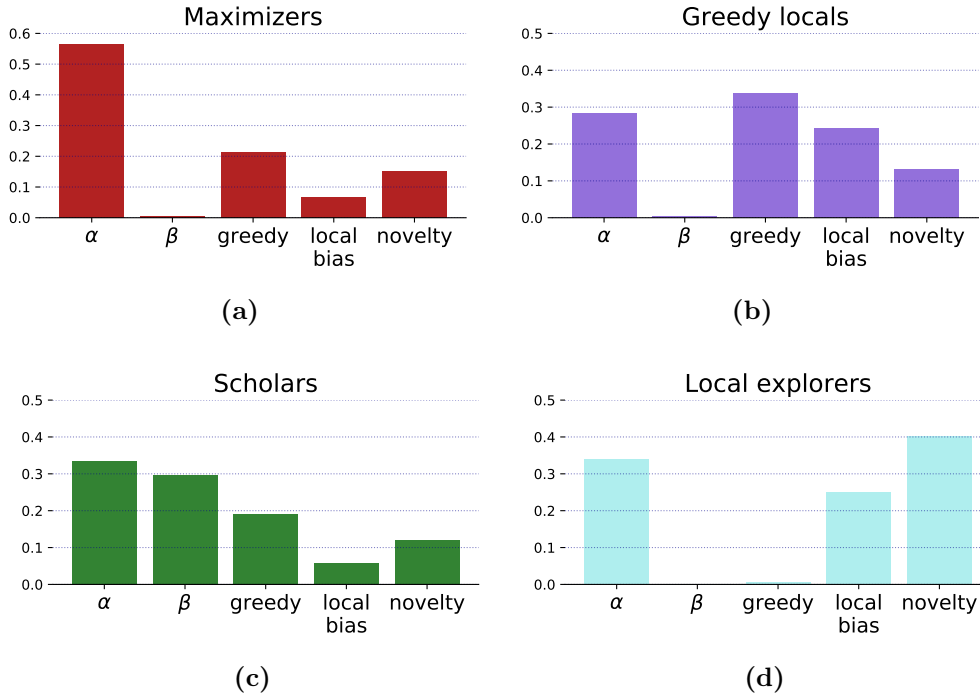 Maximizers
0.6
0.5
0.4
0.3
0.2
0.1
0.0
α
β
greedy
local
bias
novelty
(a)
Greedy locals
0.5
0.4
0.3
0.2
0.1
0.0
α
β
greedy
local
bias
novelty
(b)
Scholars
0.5
0.4
0.3
0.2
0.1
0.0
α
β
greedy
local
bias
novelty
(c)
Local explorers
0.5
0.4
0.3
0.2
0.1
0.0
α
β
greedy
local
bias
novelty
(d)